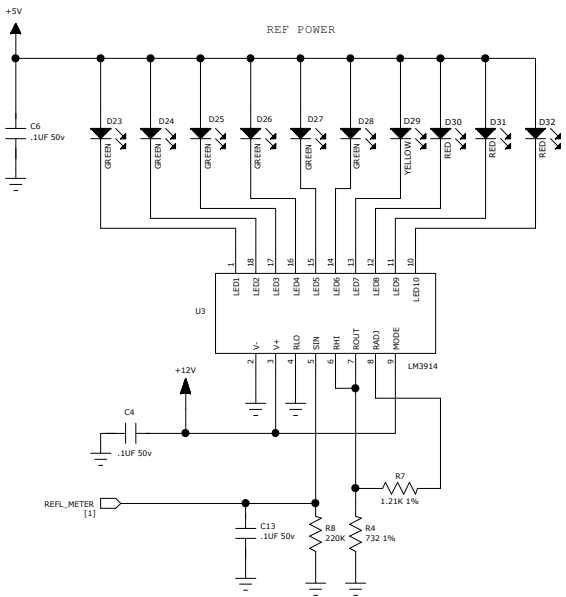 +5V
REF POWER
C6
.1UF 50v
D23
D24
D25
D26
D27
D28
D29
D30
D31
D32
GREEN
GREEN
GREEN
GREEN
GREEN
GREEN
YELLOW
RED
RED
RED
1
18
17
16
15
14
13
12
11
10
LED1
LED2
LED3
LED4
LED5
LED6
LED7
LED8
LED9
LED10
U3
V-
V+
RLO
SIN
RHI
ROUT
RADJ
MODE
2
3
4
5
6
7
8
9
LM3914
+12V
C4
.1UF 50v
R7
1.21K 1%
REFL_METER
[1]
C13
.1UF 50v
R8
220K
R4
732 1%